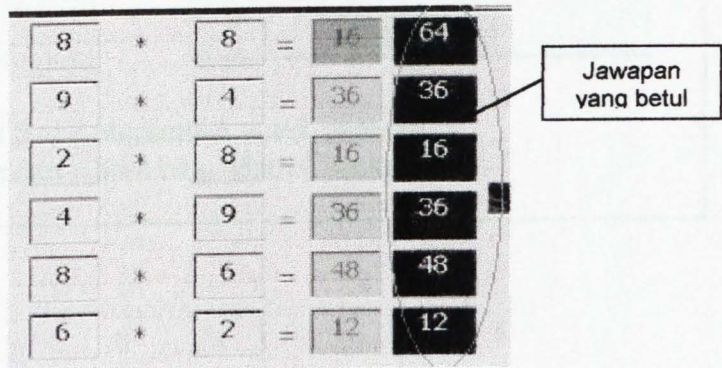 8 * 8 = 16 64
9 * 4 = 36 36
2 * 8 = 16 16
4 * 9 = 36 36
8 * 6 = 48 48
6 * 2 = 12 12
Jawapan
yang betul